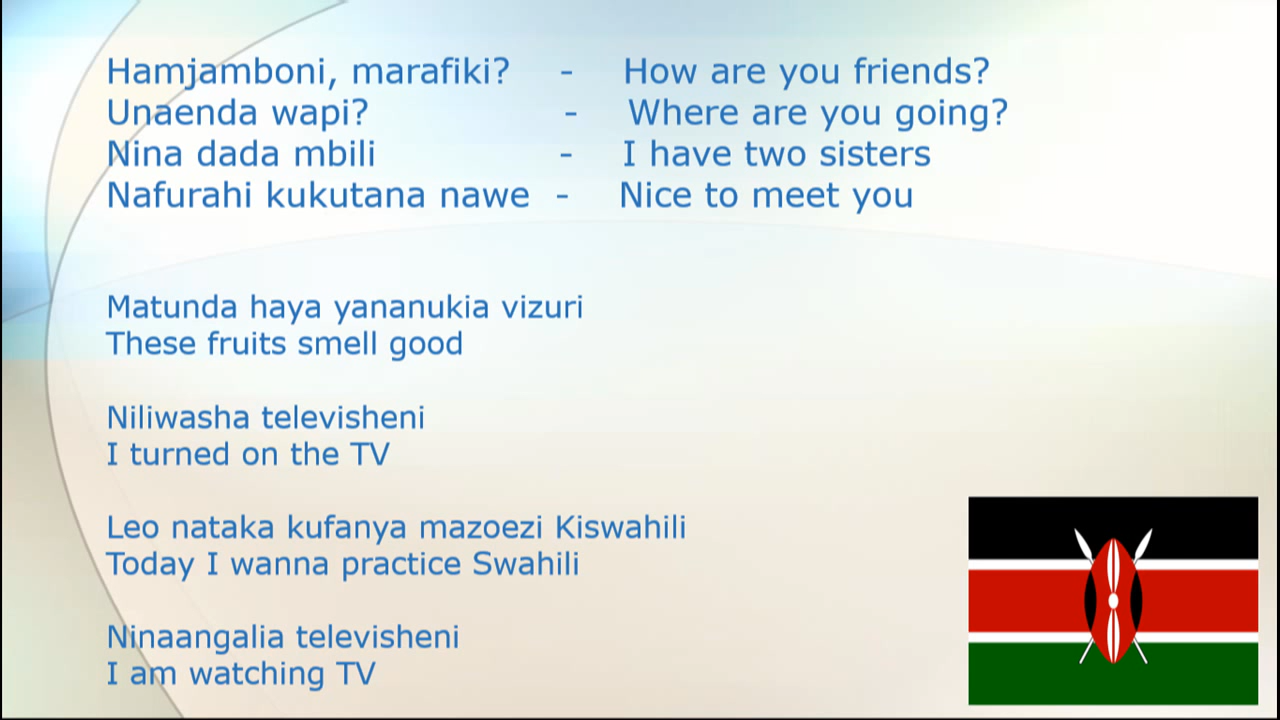 Hamjamboni, marafiki? - How are you friends?
Unaenda wapi? - Where are you going?
Nina dada mbili - I have two sisters
Nafurahi kukutana nawe - Nice to meet you
Matunda haya yananukia vizuri
These fruits smell good
Niliwasha televisheni
I turned on the TV
Leo nataka kufanya mazoezi Kiswahili
Today I wanna practice Swahili
Ninaangalia televisheni
I am watching TV